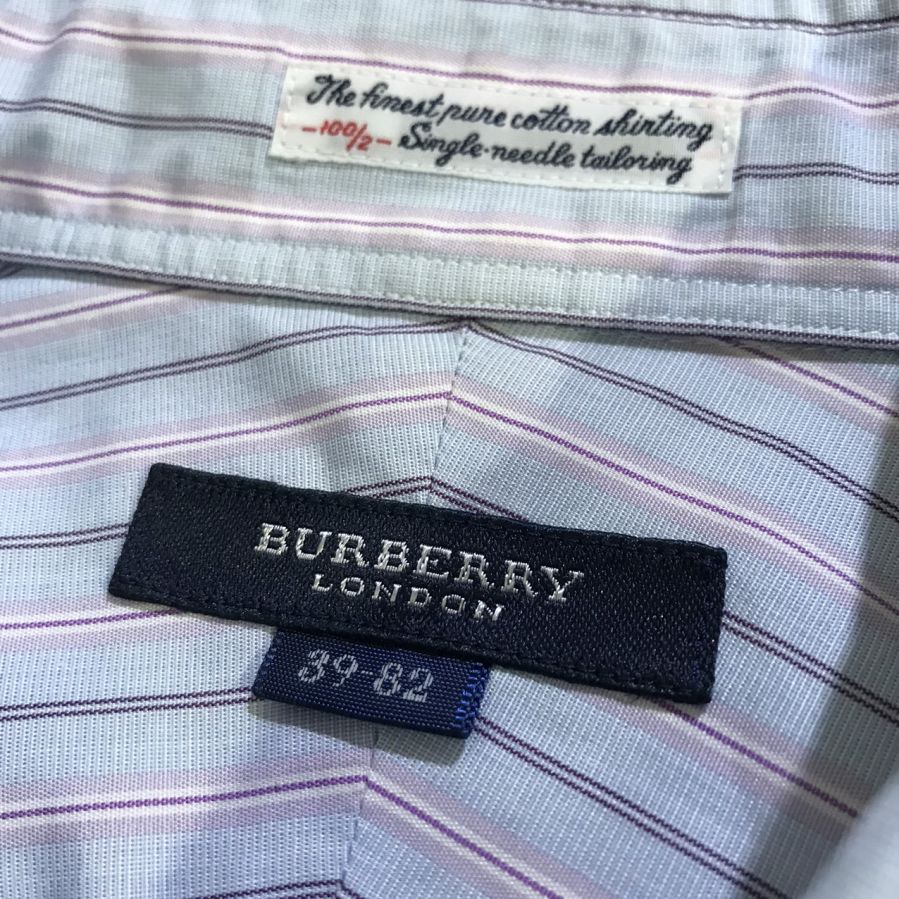 The finest pure cotton shirting
-100/2- Single-needle tailoring
BURBERRY
LONDON
39-82